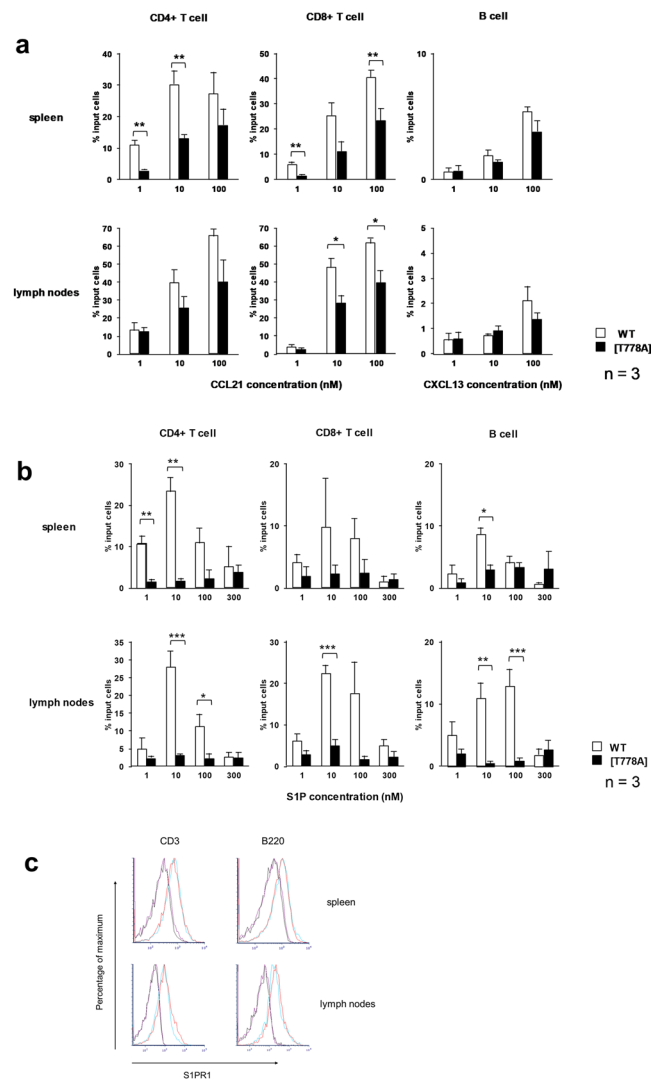 a
CD4+ T cell CD8+ T cell B cell
spleen
% input cells % input cells % input cells
40 50 10
30 40
20 30 5
10 20
0 10 0
0
** ** ** **
1 10 100 1 10 100 1 10 100
lymph nodes
% input cells % input cells % input cells
70 70 5
60 60 4
50 50 3
40 40 2
30 30 1
20 20 0
10 10
0 0
* *
1 10 100 1 10 100 1 10 100
CCL21 concentration (nM) CXCL13 concentration (nM)
WT
[T778A]
n = 3
b
CD4+ T cell CD8+ T cell B cell
spleen
% input cells % input cells % input cells
30 20 20
25
20 10 10
15
10
5
0 0 0
** ** *
1 10 100 300 1 10 100 300 1 10 100 300
lymph nodes
% input cells % input cells % input cells
35 30 20
30 25 15
25 20 10
20 15 5
15 10 0
10 5
5 0
0
*** * *** ** ***
1 10 100 300 1 10 100 300 1 10 100 300
S1P concentration (nM)
WT
[T778A]
n = 3
c
CD3 B220
Percentage of maximum
spleen
lymph nodes
S1PR1